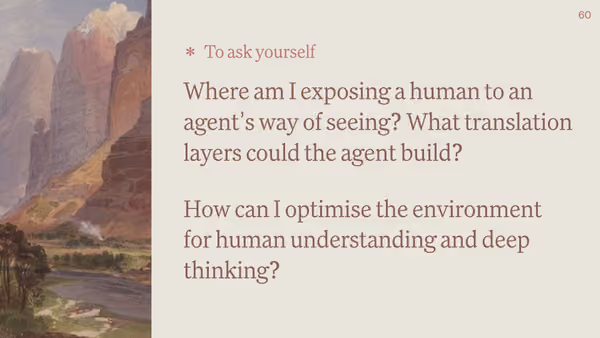 60
* To ask yourself
Where am I exposing a human to an
agent’s way of seeing? What translation
layers could the agent build?
How can I optimise the environment
for human understanding and deep
thinking?